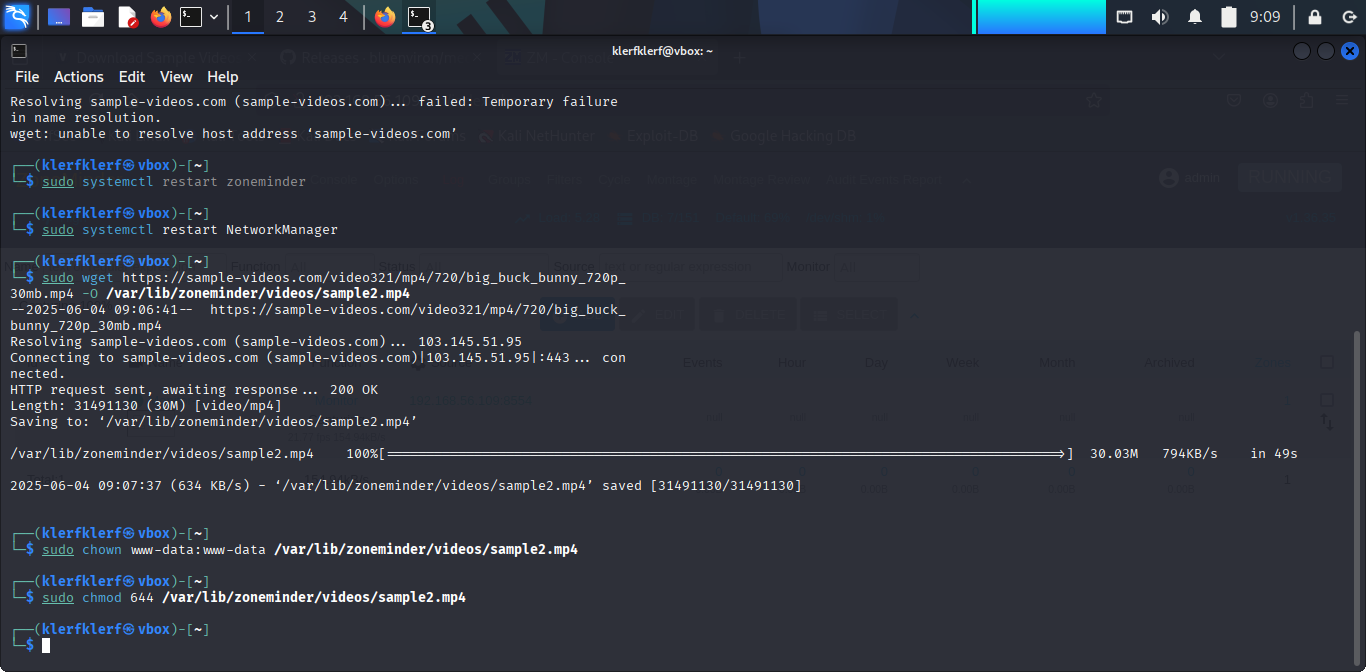 1 2 3 4 3 9:09
klerfklerf@vbox: ~
File Actions Edit View Help
Resolving sample-videos.com (sample-videos.com)... failed: Temporary failure
in name resolution.
wget: unable to resolve host address ‘sample-videos.com’
┌──(klerfklerf㉿vbox)-[~]
└─$ sudo systemctl restart zoneminder
┌──(klerfklerf㉿vbox)-[~]
└─$ sudo systemctl restart NetworkManager
┌──(klerfklerf㉿vbox)-[~]
└─$ sudo wget https://sample-videos.com/video321/mp4/720/big_buck_bunny_720p_
30mb.mp4 -O /var/lib/zoneminder/videos/sample2.mp4
--2025-06-04 09:06:41--  https://sample-videos.com/video321/mp4/720/big_buck_
bunny_720p_30mb.mp4
Resolving sample-videos.com (sample-videos.com)... 103.145.51.95
Connecting to sample-videos.com (sample-videos.com)|103.145.51.95|:443... con
nected.
HTTP request sent, awaiting response... 200 OK
Length: 31491130 (30M) [video/mp4]
Saving to: ‘/var/lib/zoneminder/videos/sample2.mp4’
/var/lib/zoneminder/videos/sample2.mp4 100%[===================>] 30.03M 794KB/s in 49s
2025-06-04 09:07:37 (634 KB/s) - ‘/var/lib/zoneminder/videos/sample2.mp4’ saved [31491130/31491130]
┌──(klerfklerf㉿vbox)-[~]
└─$ sudo chown www-data:www-data /var/lib/zoneminder/videos/sample2.mp4
┌──(klerfklerf㉿vbox)-[~]
└─$ sudo chmod 644 /var/lib/zoneminder/videos/sample2.mp4
┌──(klerfklerf㉿vbox)-[~]
└─$